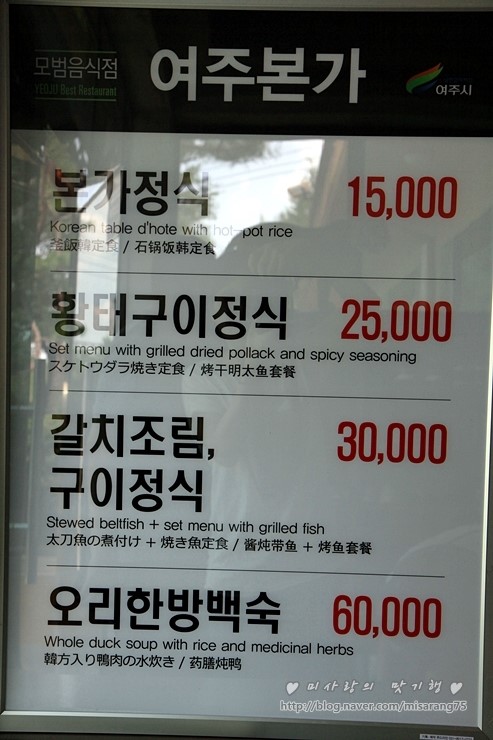 모범음식점
YEOJU Best Restaurant
여주본가
여주시
본가정식 15,000
Korean table d'hote with hot-pot rice
釜飯韓定食 / 石锅饭韩定食
황태구이정식 25,000
Set menu with grilled dried pollack and spicy seasoning
スケトウダラ焼き定食 / 烤干明太鱼套餐
갈치조림, 30,000
구이정식
Stewed beltfish + set menu with grilled fish
太刀魚の煮付け + 焼き魚定食 / 酱炖带鱼 + 烤鱼套餐
오리한방백숙 60,000
Whole duck soup with rice and medicinal herbs
韓方入り鴨肉の水炊き / 药膳炖鸭
♥ 미사랑의 맛기행 ♥
http://blog.naver.com/misarang75